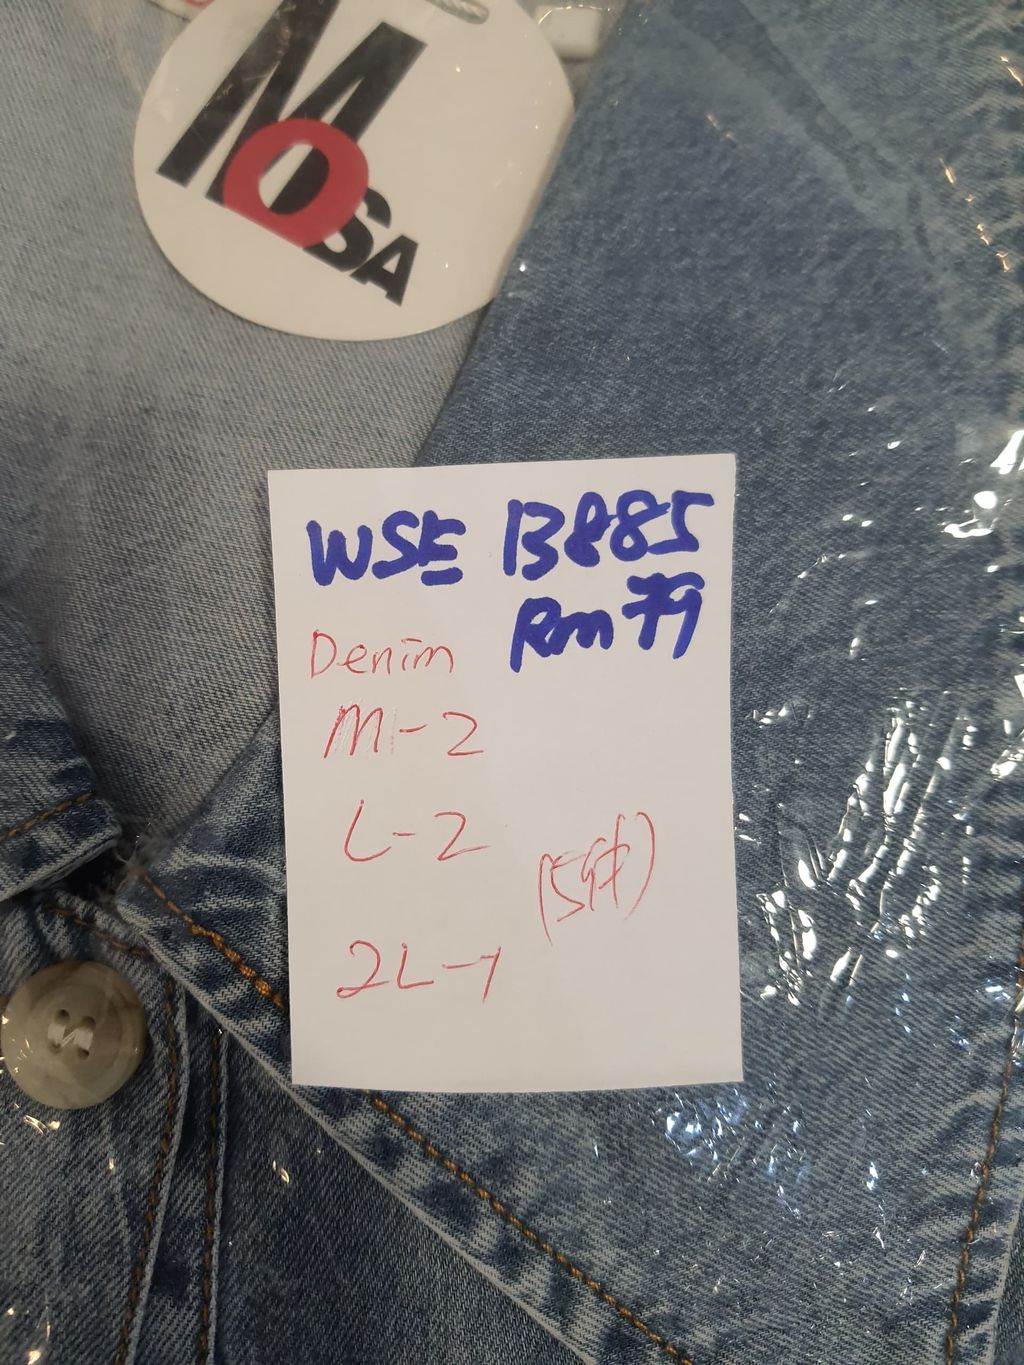 MOSA
WSE 13885
Rm79
Denim
M-2
L-2
(5件)
2L-1